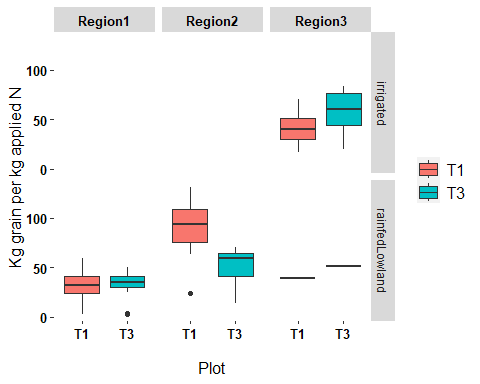 Region1 Region2 Region3
Kg grain per kg applied N
100
50
0
irrigated
100
50
0
rainfedLowland
T1 T3 T1 T3 T1 T3
Plot
T1
T3